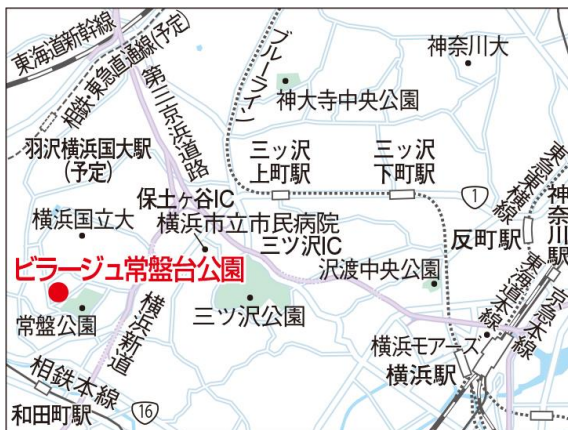 東海道新幹線
相鉄・東急直通線(予定)
第三京浜道路
ブルーライン
神奈川大
神大寺中央公園
羽沢横浜国大駅
(予定)
三ッ沢
上町駅
三ッ沢
下町駅
保土ヶ谷IC
横浜国立大
横浜市立市民病院
三ツ沢IC
1
東急東横線
神奈川駅
反町駅
ビラージュ常盤台公園
沢渡中央公園
東海道本線
京急本線
常盤公園
横浜新道
三ッ沢公園
横浜モアーズ
横浜駅
相鉄本線
和田町駅
16